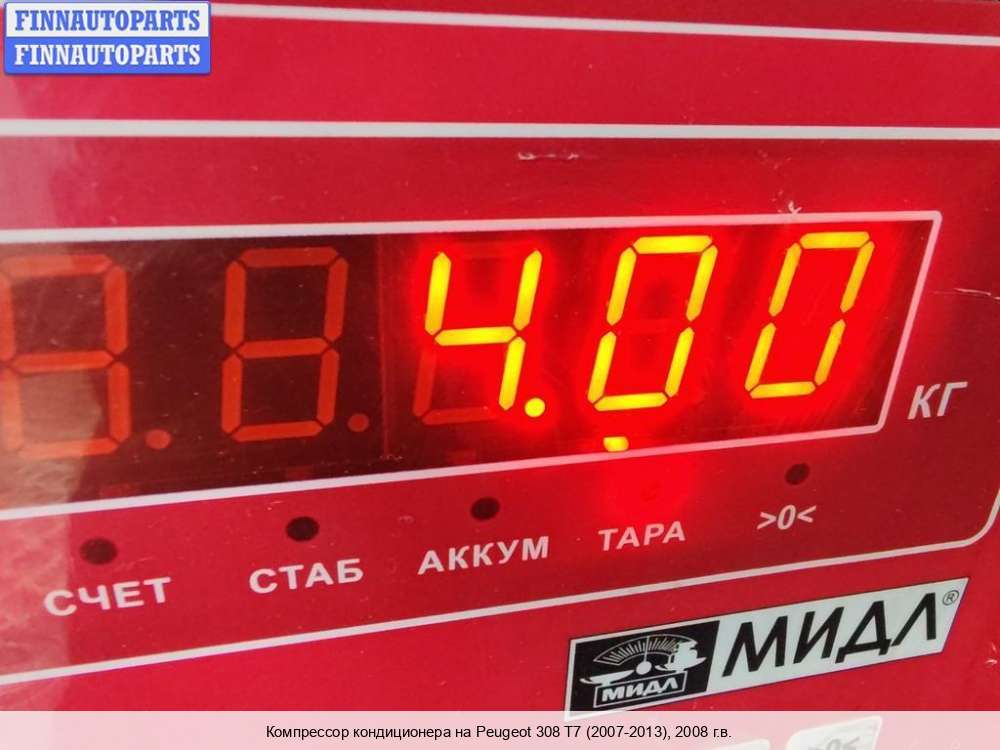 FINNAUTOPARTS
FINNAUTOPARTS
4.00
КГ
СЧЕТ СТАБ АККУМ ТАРА >0<
МИДЛ®
МИДЛ
Компрессор кондиционера на Peugeot 308 T7 (2007-2013), 2008 г.в.